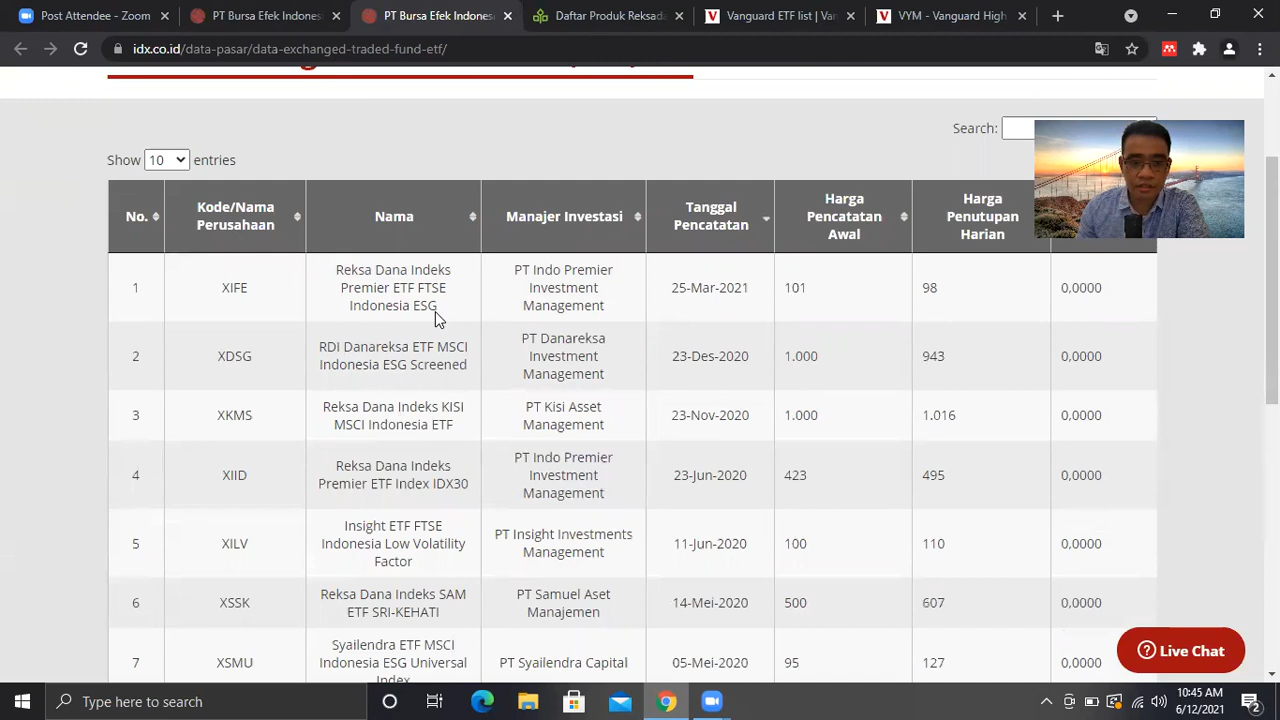 Post Attendee - Zoom
PT Bursa Efek Indones
PT Bursa Efek Indones
Daftar Produk Reksada
Vanguard ETF list | Van
VYM - Vanguard High
idx.co.id/data-pasar/data-exchanged-traded-fund-etf/
Search:
Show 10 entries
No.
Kode/Nama
Perusahaan
Nama
Manajer Investasi
Tanggal
Pencatatan
Harga
Pencatatan
Awal
Harga
Penutupan
Harian
1
XIFE
Reksa Dana Indeks
Premier ETF FTSE
Indonesia ESG
PT Indo Premier
Investment
Management
25-Mar-2021
101
98
0,0000
2
XDSG
RDI Danareksa ETF MSCI
Indonesia ESG Screened
PT Danareksa
Investment
Management
23-Des-2020
1.000
943
0,0000
3
XKMS
Reksa Dana Indeks KISI
MSCI Indonesia ETF
PT Kisi Asset
Management
23-Nov-2020
1.000
1.016
0,0000
4
XIID
Reksa Dana Indeks
Premier ETF Index IDX30
PT Indo Premier
Investment
Management
23-Jun-2020
423
495
0,0000
5
XILV
Insight ETF FTSE
Indonesia Low Volatility
Factor
PT Insight Investments
Management
11-Jun-2020
100
110
0,0000
6
XSSK
Reksa Dana Indeks SAM
ETF SRI-KEHATI
PT Samuel Aset
Manajemen
14-Mei-2020
500
607
0,0000
7
XSMU
Syailendra ETF MSCI
Indonesia ESG Universal
Index
PT Syailendra Capital
05-Mei-2020
95
127
0,0000
Live Chat
Type here to search
10:45 AM
6/12/2021
2